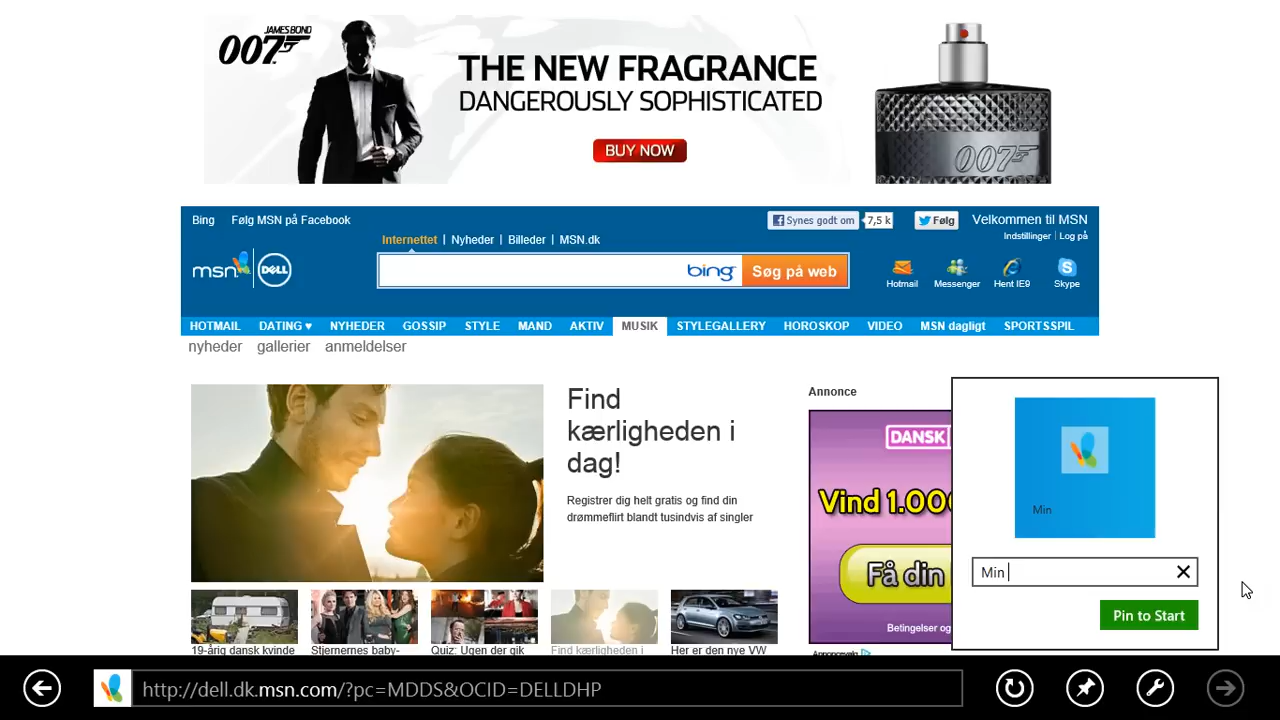 JAMES BOND
007
THE NEW FRAGRANCE
DANGEROUSLY SOPHISTICATED
BUY NOW
007
Bing Følg MSN på Facebook
Synes godt om 7,5 k Følg Velkommen til MSN
Indstillinger | Log på
Internettet | Nyheder | Billeder | MSN.dk
msn DELL
bing Søg på web
Hotmail Messenger Hent IE9 Skype
HOTMAIL DATING ♥ NYHEDER GOSSIP STYLE MAND AKTIV MUSIK STYLEGALLERY HOROSKOP VIDEO MSN dagligt SPORTSSPIL
nyheder gallerier anmeldelser
Find
kærligheden i
dag!
Registrer dig helt gratis og find din
drømmeflirt blandt tusindvis af singler
Annonce
DANSK
Vind 1.000
Få din
Betingelser og
Annoncevalg
Min
Min
Pin to Start
19-årig dansk kvinde
Stjernernes baby-
Quiz: Ugen der gik
Find kærligheden i
Her er den nye VW
http://dell.dk.msn.com/?pc=MDDS&OCID=DELLDHP